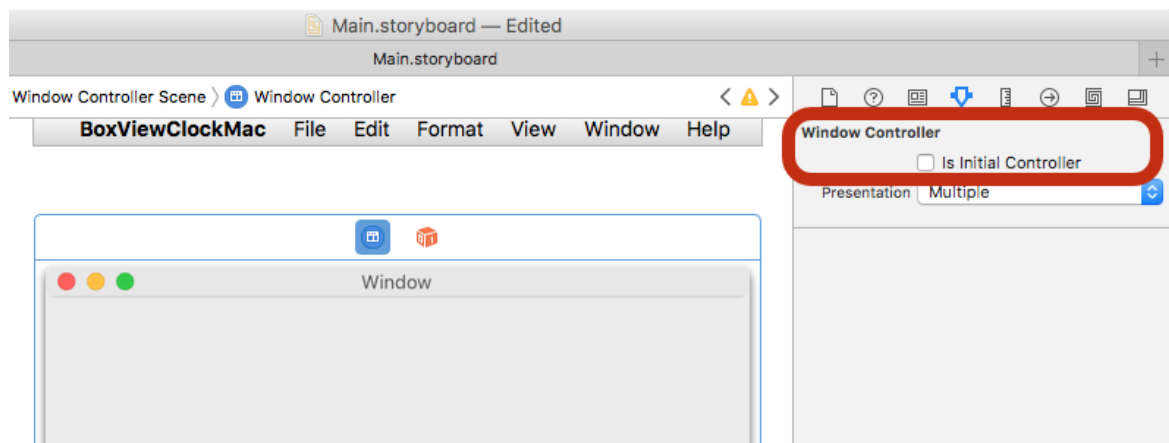 Main.storyboard — Edited
Main.storyboard
Window Controller Scene 〉 Window Controller
BoxViewClockMac File Edit Format View Window Help
Window Controller
Is Initial Controller
Presentation Multiple
Window